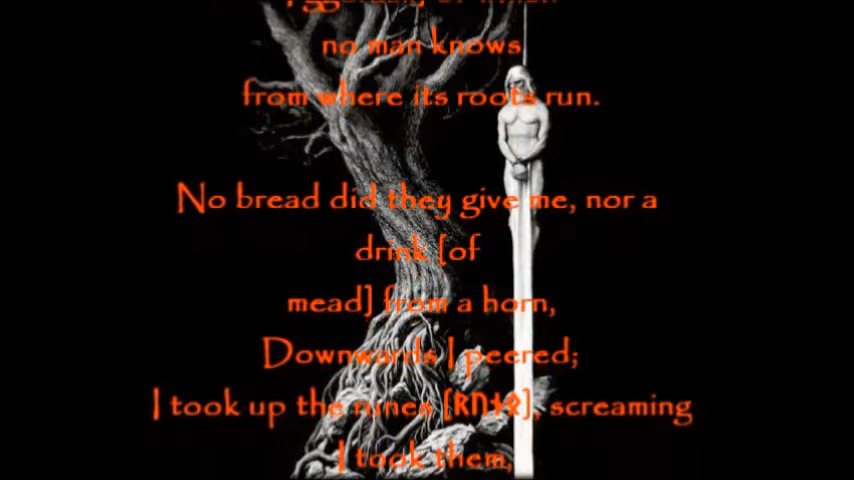 no man knows
from where its roots run.
No bread did they give me, nor a
drink [of
mead] from a horn,
Downwards I peered;
I took up the runes [ᚱᚢᚾᛟ], screaming
I took them,